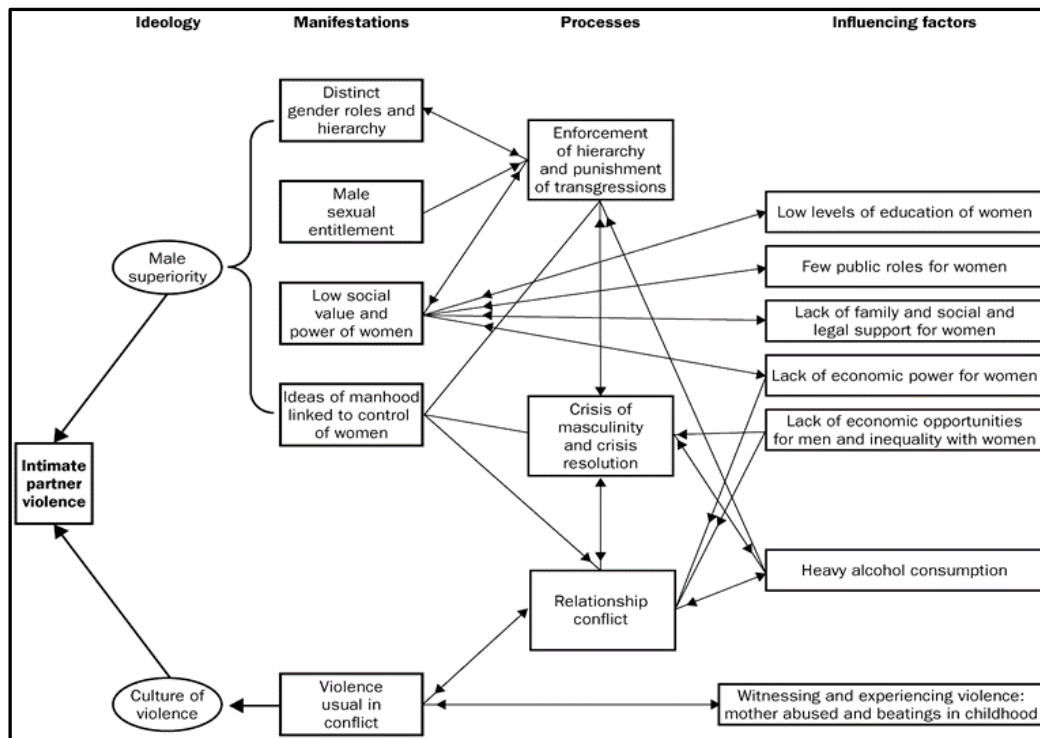 Ideology
Manifestations
Processes
Influencing factors
Distinct
gender roles and
hierarchy
Enforcement
of hierarchy
and punishment
of transgressions
Male
sexual
entitlement
Low levels of education of women
Male
superiority
Few public roles for women
Low social
value and
power of women
Lack of family and social and
legal support for women
Lack of economic power for women
Ideas of manhood
linked to control
of women
Crisis of
masculinity
and crisis
resolution
Lack of economic opportunities
for men and inequality with women
Intimate
partner
violence
Heavy alcohol consumption
Relationship
conflict
Culture of
violence
Violence
usual in
conflict
Witnessing and experiencing violence:
mother abused and beatings in childhood